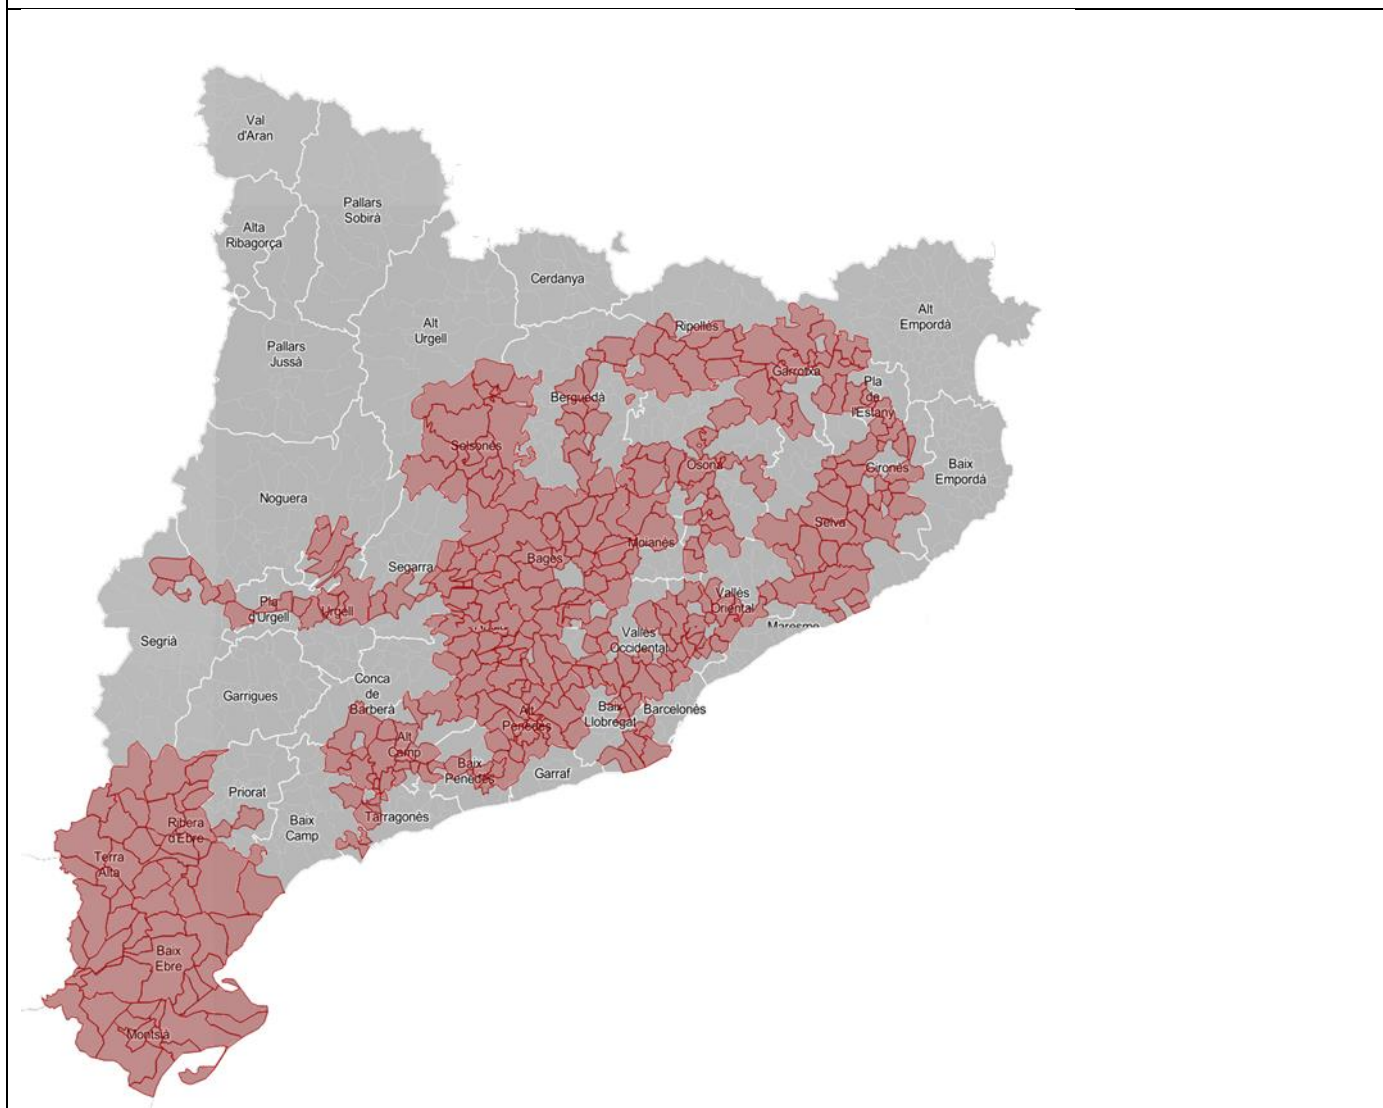 Val
d'Aran
Pallars
Sobirà
Alta
Ribagorça
Cerdanya
Alt
Empordà
Ripollès
Alt
Urgell
Pallars
Jussà
Garrotxa
Pla
de
l'Estany
Berguedà
Solsonès
Osona
Gironès
Baix
Empordà
Noguera
Selva
Moianès
Bages
Segarra
Vallès
Oriental
Pla
d'Urgell
Urgell
Maresme
Segrià
Vallès
Occidental
Conca
de
Barberà
Garrigues
Baix
Llobregat
Barcelonès
Alt
Penedès
Alt
Camp
Baix
Penedès
Garraf
Priorat
Tarragonès
Baix
Camp
Ribera
d'Ebre
Terra
Alta
Baix
Ebre
Montsià